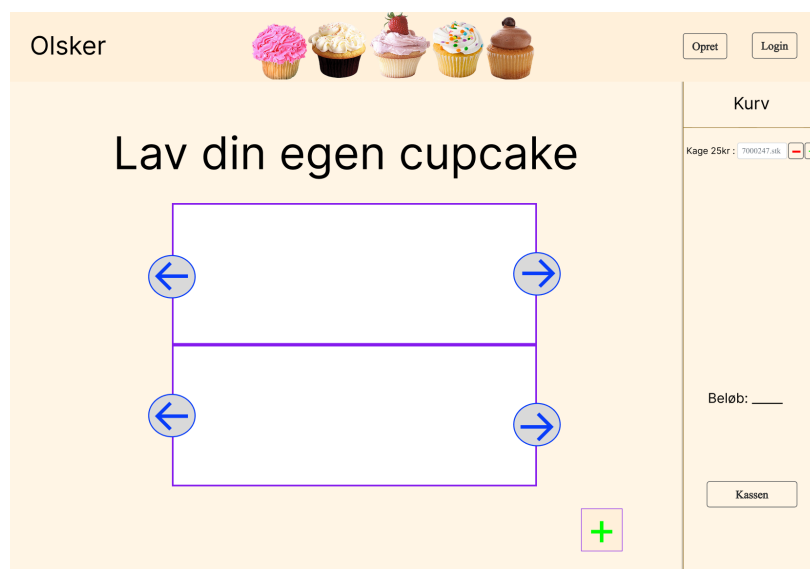 Olsker
Opret
Login
Kurv
Lav din egen cupcake
Kage 25kr : 7000247.stk
Beløb: ____
Kassen